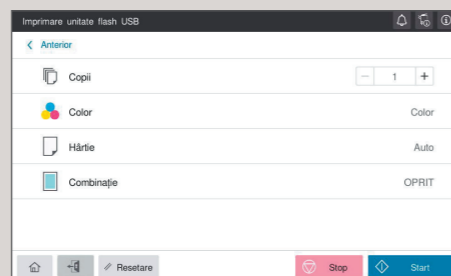 Imprimare unitate flash USB
Anterior
Copii
1
Color
Color
Hârtie
Auto
Combinație
OPRIT
Resetare
Stop
Start